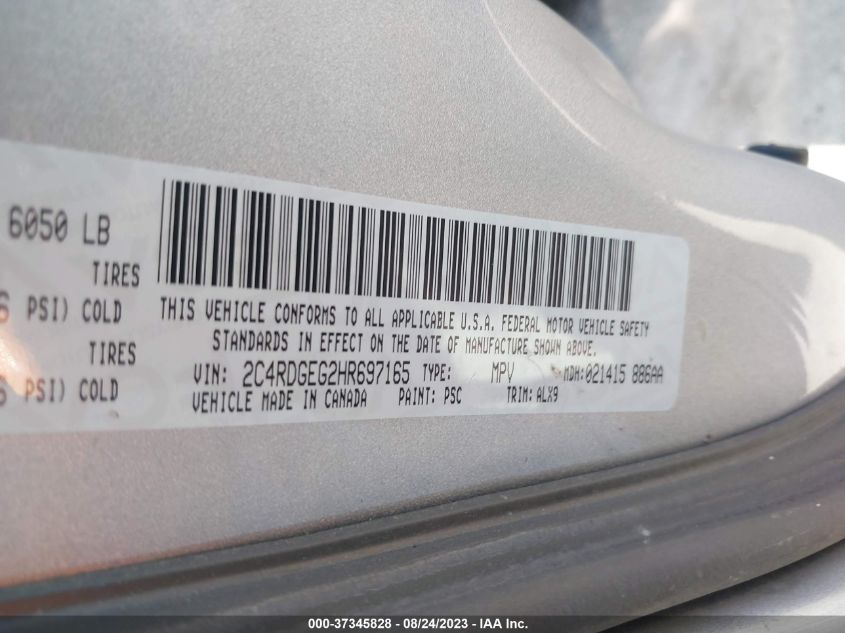 6050 LB
TIRES
PSI) COLD
TIRES
PSI) COLD
THIS VEHICLE CONFORMS TO ALL APPLICABLE U.S.A. FEDERAL MOTOR VEHICLE SAFETY
STANDARDS IN EFFECT ON THE DATE OF MANUFACTURE SHOWN ABOVE.
VIN: 2C4RDGEG2HR697165 TYPE: MPV MDH:021415 886AA
VEHICLE MADE IN CANADA PAINT: PSC TRIM: ALX9
000-37345828 - 08/24/2023 - IAA Inc.